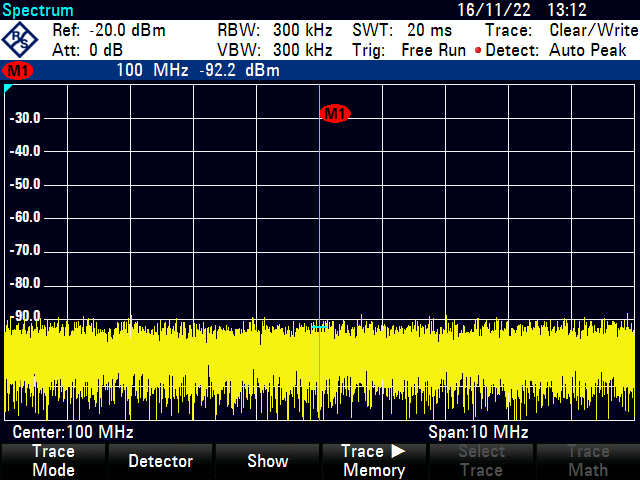 Spectrum 16/11/22 13:12
R S Ref: -20.0 dBm RBW: 300 kHz SWT: 20 ms Trace: Clear/Write
Att: 0 dB VBW: 300 kHz Trig: Free Run Detect: Auto Peak
M1 100 MHz -92.2 dBm
M1
-30.0
-40.0
-50.0
-60.0
-70.0
-80.0
-90.0
Center:100 MHz Span:10 MHz
Trace Mode Detector Show Trace ▶ Memory Select Trace Trace Math